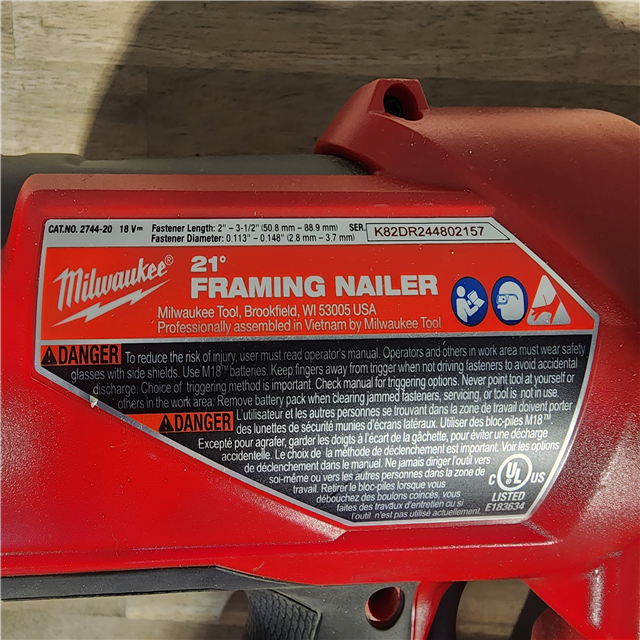 CAT.NO. 2744-20 18 V⎓ Fastener Length: 2" – 3-1/2" (50.8 mm – 88.9 mm) SER. K82DR244802157
Fastener Diameter: 0.113" – 0.148" (2.8 mm – 3.7 mm)
Milwaukee®
21°
FRAMING NAILER
Milwaukee Tool, Brookfield, WI 53005 USA
Professionally assembled in Vietnam by Milwaukee Tool
DANGER To reduce the risk of injury, user must read operator's manual. Operators and others in work area must wear safety
glasses with side shields. Use M18™ batteries. Keep fingers away from trigger when not driving fasteners to avoid accidental
discharge. Choice of triggering method is important. Check manual for triggering options. Never point tool at yourself or
others in work area. Remove battery pack when clearing jammed fasteners, servicing, or tool is not in use.
DANGER L'utilisateur et les autres personnes se trouvant dans la zone de travail doivent porter
des lunettes de sécurité munies d'écrans latéraux. Utiliser des bloc-piles M18™.
Excepté pour agrafer, garder les doigts à l'écart de la gâchette, pour éviter une décharge
accidentelle. Le choix de la méthode de déclenchement est important. Voir les options
de déclenchement dans le manuel. Ne jamais diriger l'outil vers
soi-même ou vers les autres personnes dans la zone de
travail. Retirer le bloc-piles lorsque vous
débouchez des boulons coincés, vous
faites des travaux d'entretien ou si
l'outil n'est pas utilisé actuellement.
C UL US
LISTED
E183634